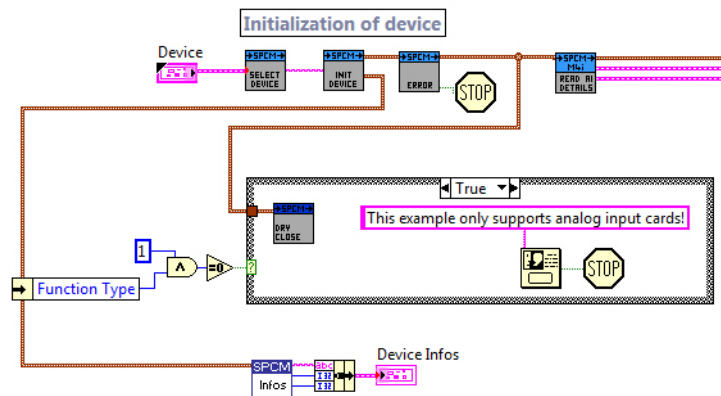 Initialization of device
Device
SPCM
SELECT
DEVICE
SPCM
INIT
DEVICE
SPCM
ERROR
STOP
SPCM
M4i
READ AI
DETAILS
True
SPCM
DRY
CLOSE
This example only supports analog input cards!
STOP
1
=0
?
Function Type
SPCM
Infos
abc
I32
I32
Device Infos